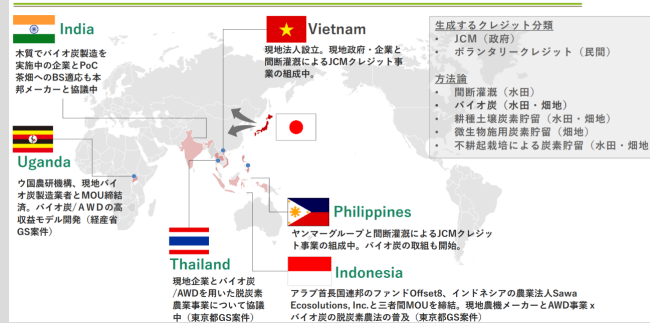 India
木質でバイオ炭製造を
実施中の企業とPoC
茶畑へのBS適応も本
邦メーカーと協議中
Vietnam
現地法人設立。現地政府・企業と
間断灌漑によるJCMクレジット事
業の組成中。
生成するクレジット分類
• JCM（政府）
• ボランタリークレジット（民間）
方法論
• 間断灌漑（水田）
• バイオ炭（水田・畑地）
• 耕種土壌炭素貯留（水田・畑地）
• 微生物施用炭素貯留（畑地）
• 不耕起栽培による炭素貯留（水田・畑地
Uganda
ウ国農研機構、現地バイ
オ炭製造業者とMOU締結
済。バイオ炭/ＡＷＤの高
収益モデル開発（経産省
GS案件）
Philippines
ヤンマーグループと間断灌漑によるJCMクレジッ
ト事業の組成中。バイオ炭の取組も開始。
Thailand
現地企業とバイオ炭
/AWDを用いた脱炭素
農業事業について協議
中（東京都GS案件）
Indonesia
アラブ首長国連邦のファンドOffset8、インドネシアの農業法人Sawa
Ecosolutions, Inc.と三者間MOUを締結。現地農機メーカーとAWD事業 x
バイオ炭の脱炭素農法の普及（東京都GS案件）